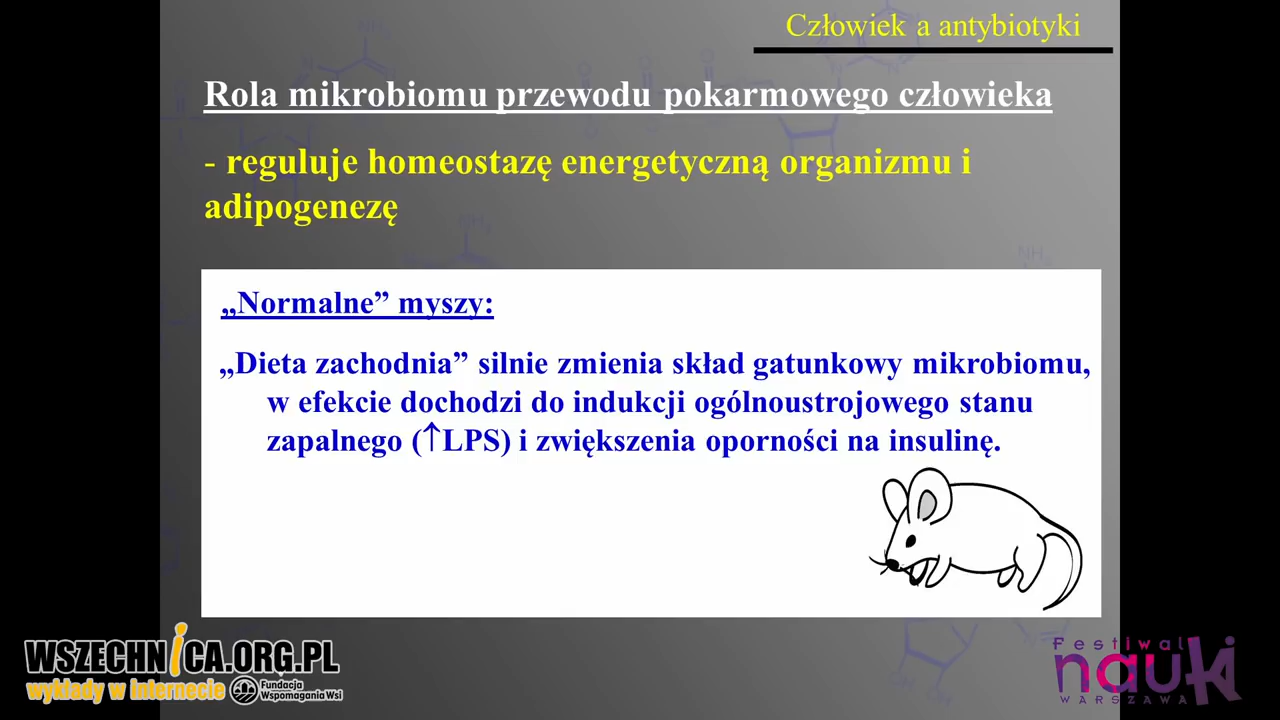 Człowiek a antybiotyki
Rola mikrobiomu przewodu pokarmowego człowieka
- reguluje homeostazę energetyczną organizmu i
adipogenezę
„Normalne” myszy:
„Dieta zachodnia” silnie zmienia skład gatunkowy mikrobiomu,
w efekcie dochodzi do indukcji ogólnoustrojowego stanu
zapalnego (↑LPS) i zwiększenia oporności na insulinę.
WSZECHNICA.ORG.PL
wykłady w internecie
Fundacja
Wspomagania Wsi
Festiwal
nauki
WARSZAWA